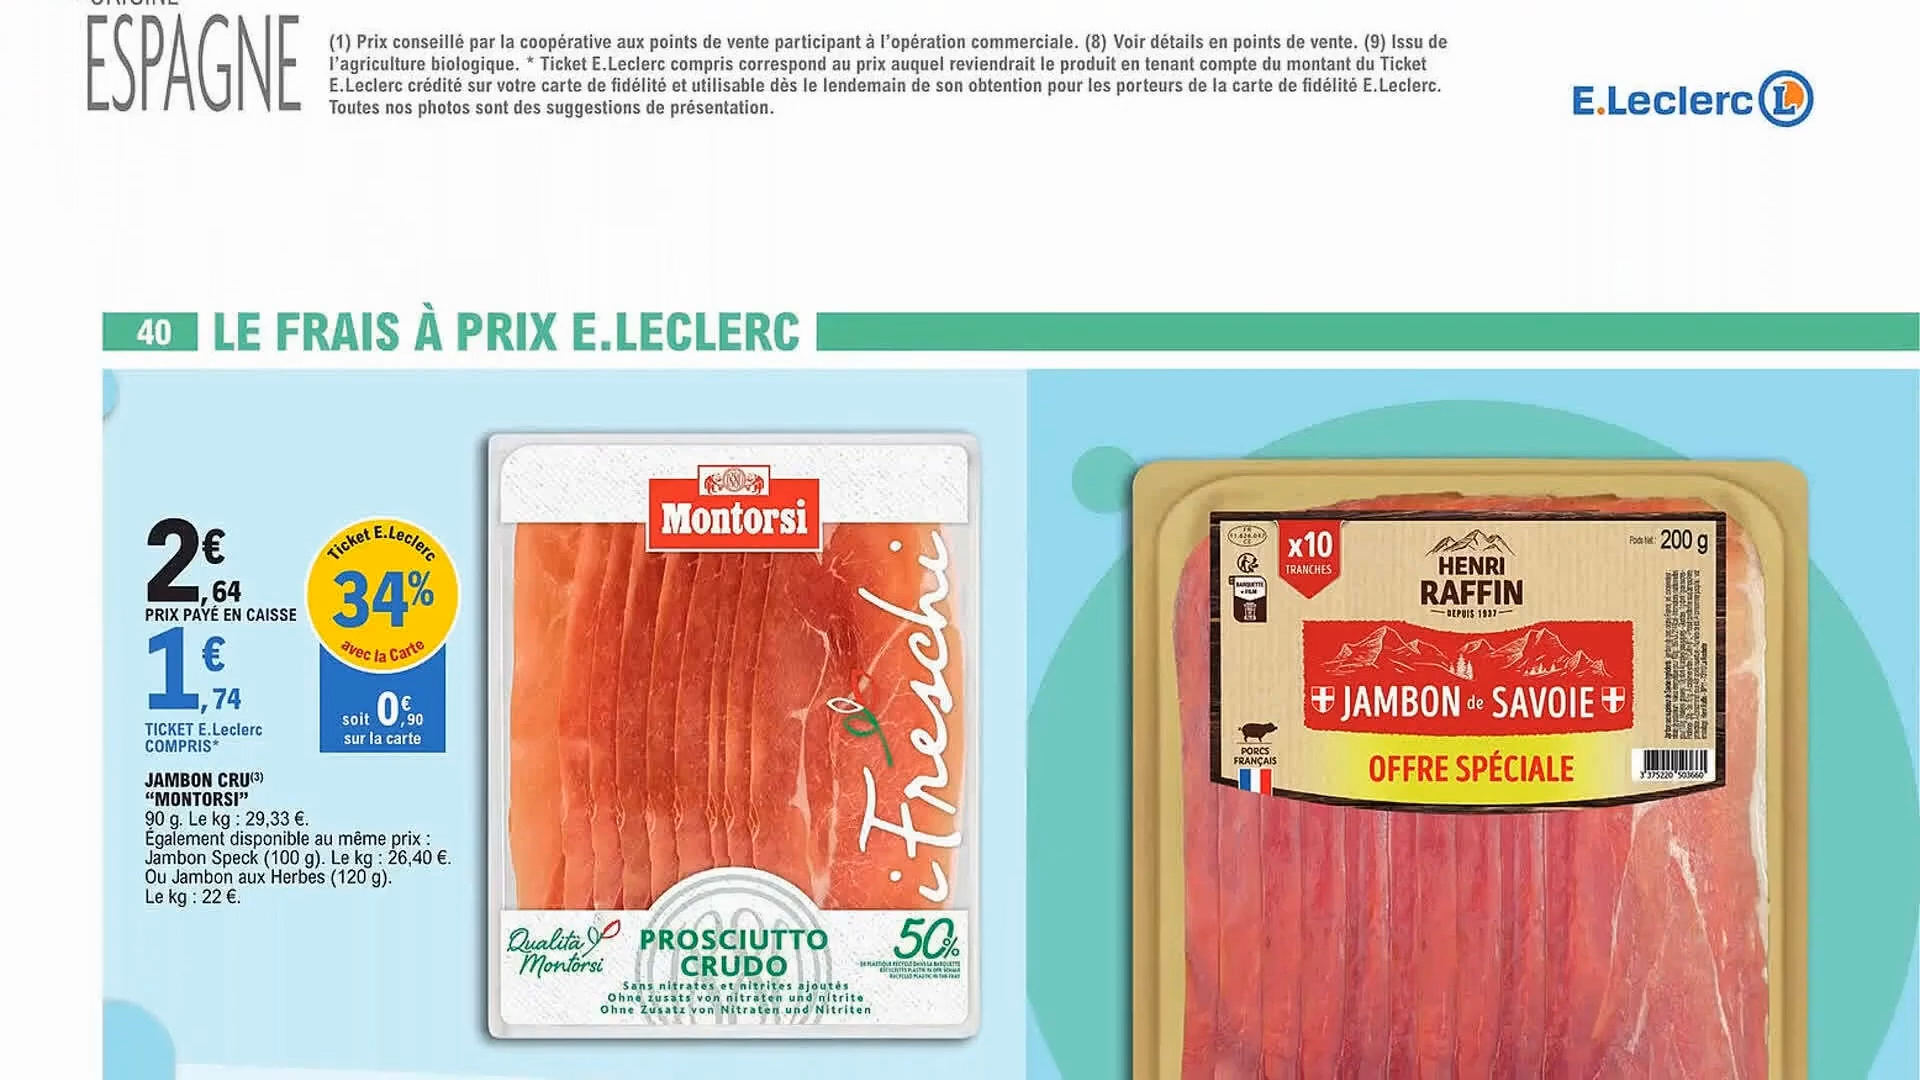 ORIGINE
ESPAGNE
(1) Prix conseillé par la coopérative aux points de vente participant à l'opération commerciale. (8) Voir détails en points de vente. (9) Issu de
l'agriculture biologique. * Ticket E.Leclerc compris correspond au prix auquel reviendrait le produit en tenant compte du montant du Ticket
E.Leclerc crédité sur votre carte de fidélité et utilisable dès le lendemain de son obtention pour les porteurs de la carte de fidélité E.Leclerc.
Toutes nos photos sont des suggestions de présentation.
E.Leclerc L
40 LE FRAIS À PRIX E.LECLERC
2€,64
PRIX PAYÉ EN CAISSE
1€,74
TICKET E.Leclerc
COMPRIS*
Ticket E.Leclerc
34%
avec la Carte
soit 0€,90
sur la carte
JAMBON CRU(3)
“MONTORSI”
90 g. Le kg : 29,33 €.
Également disponible au même prix :
Jambon Speck (100 g). Le kg : 26,40 €.
Ou Jambon aux Herbes (120 g).
Le kg : 22 €.
Montorsi
i Freschi
Qualità
Montorsi
PROSCIUTTO
CRUDO
Sans nitrates et nitrites ajoutés
Ohne zusats von nitraten und nitrite
Ohne Zusatz von Nitraten und Nitriten
50%
x10
TRANCHES
HENRI
RAFFIN
DEPUIS 1937
Poids Net : 200 g
BARQUETTE
+ FILM
JAMBON de SAVOIE
OFFRE SPÉCIALE
PORCS
FRANÇAIS
3 375220 503660